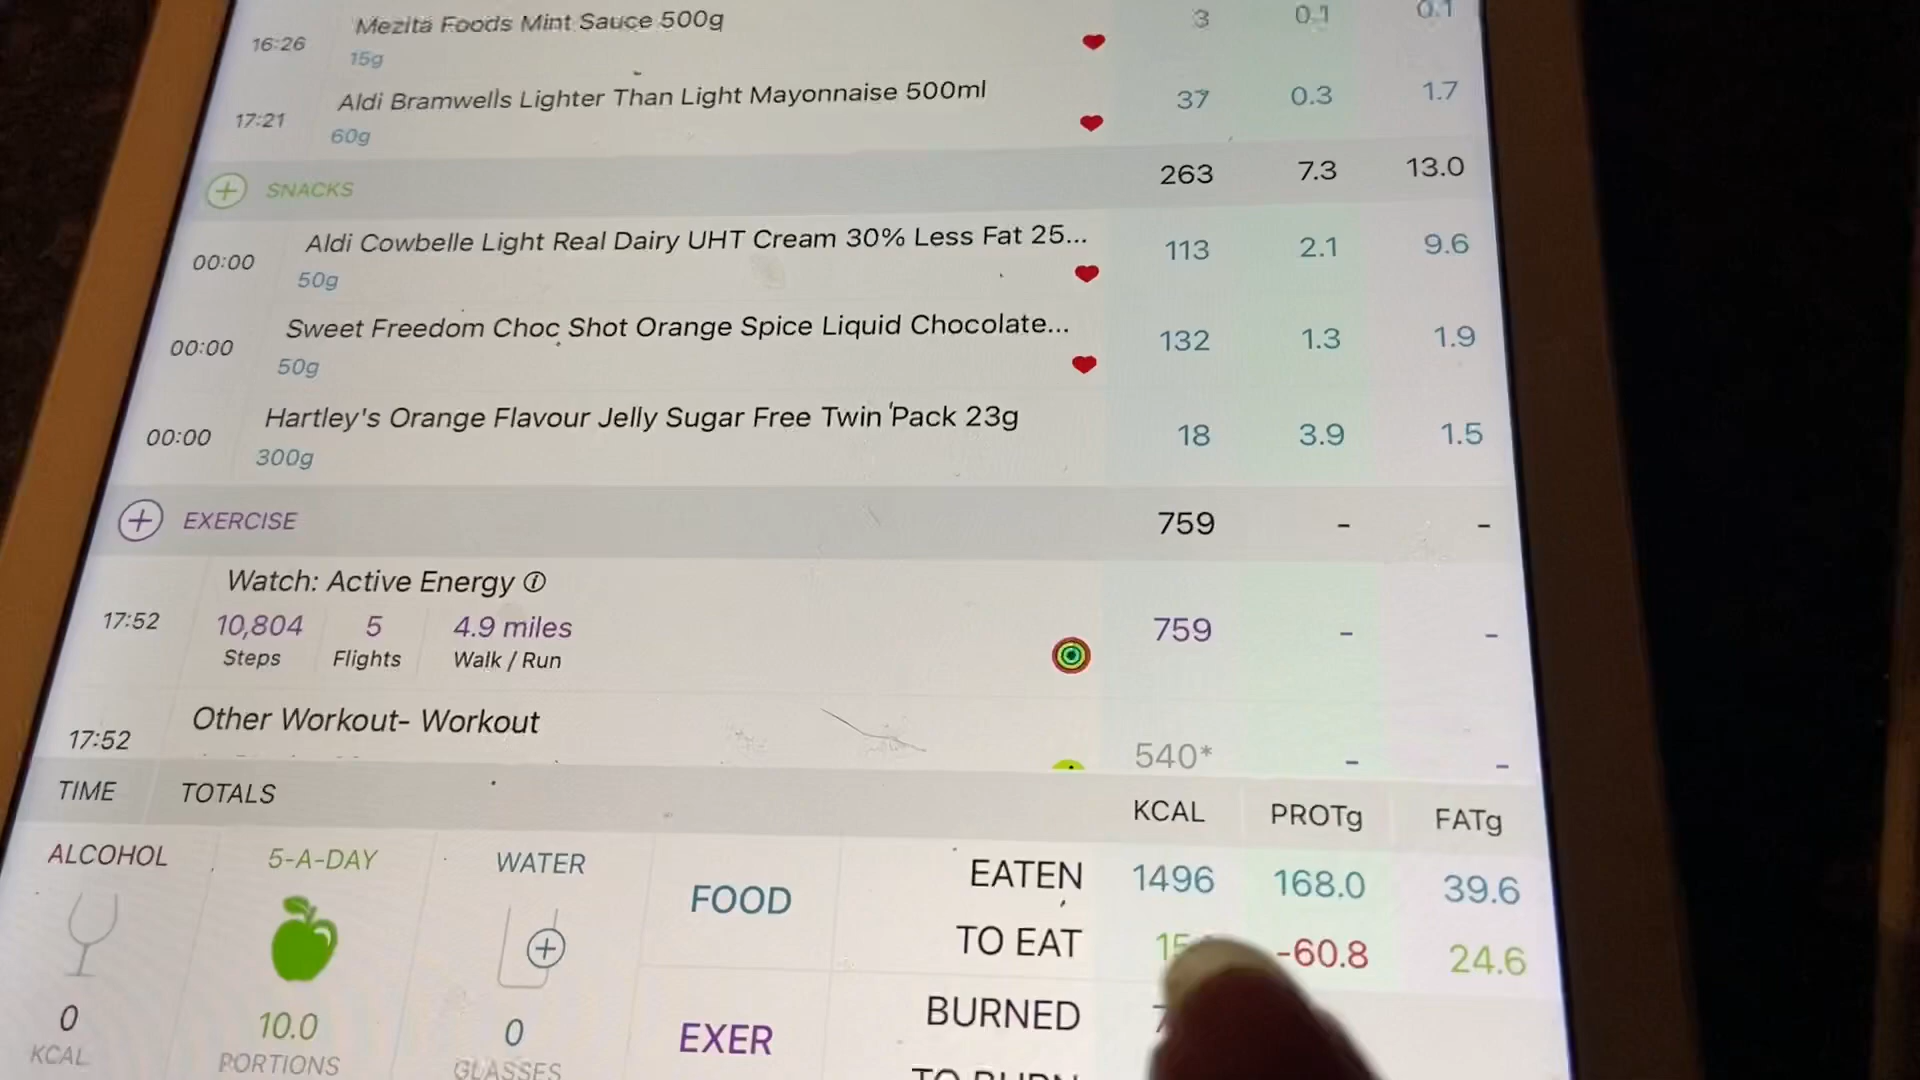 Mezita Foods Mint Sauce 500g
16:26 15g 3 0.1 0.1
Aldi Bramwells Lighter Than Light Mayonnaise 500ml
17:21 60g 37 0.3 1.7
SNACKS 263 7.3 13.0
Aldi Cowbelle Light Real Dairy UHT Cream 30% Less Fat 25...
00:00 50g 113 2.1 9.6
Sweet Freedom Choc Shot Orange Spice Liquid Chocolate...
00:00 50g 132 1.3 1.9
Hartley's Orange Flavour Jelly Sugar Free Twin Pack 23g
00:00 300g 18 3.9 1.5
EXERCISE 759 - -
Watch: Active Energy
17:52 10,804 5 4.9 miles 759 - -
Steps Flights Walk / Run
Other Workout- Workout
17:52 540* - -
TIME TOTALS KCAL PROTg FATg
ALCOHOL 5-A-DAY WATER
FOOD EATEN 1496 168.0 39.6
TO EAT -60.8 24.6
0 10.0 0 EXER BURNED
KCAL PORTIONS GLASSES